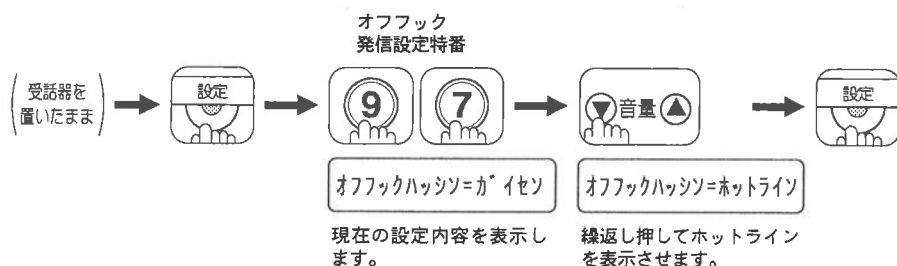 オフフック
発信設定特番
受話器を
置いたまま
設定
9
7
音量
設定
オフフックハッシン=ガイセン
オフフックハッシン=ホットライン
現在の設定内容を表示し
ます。
繰返し押してホットライン
を表示させます。